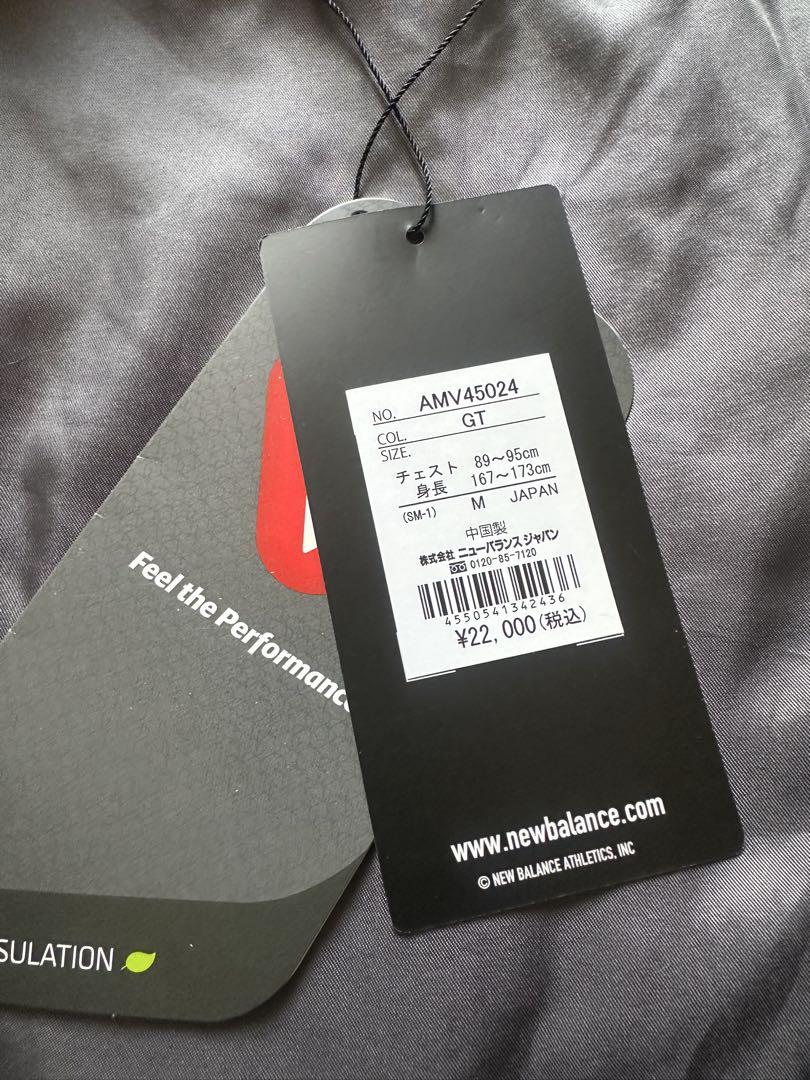 NO. AMV45024
COL. GT
SIZE.
チェスト 89~95cm
身長 167~173cm
(SM-1) M JAPAN
中国製
株式会社 ニューバランス ジャパン
0120-85-7120
4550541342436
¥22,000(税込)
www.newbalance.com
© NEW BALANCE ATHLETICS, INC
Feel the Performanc
SULATION